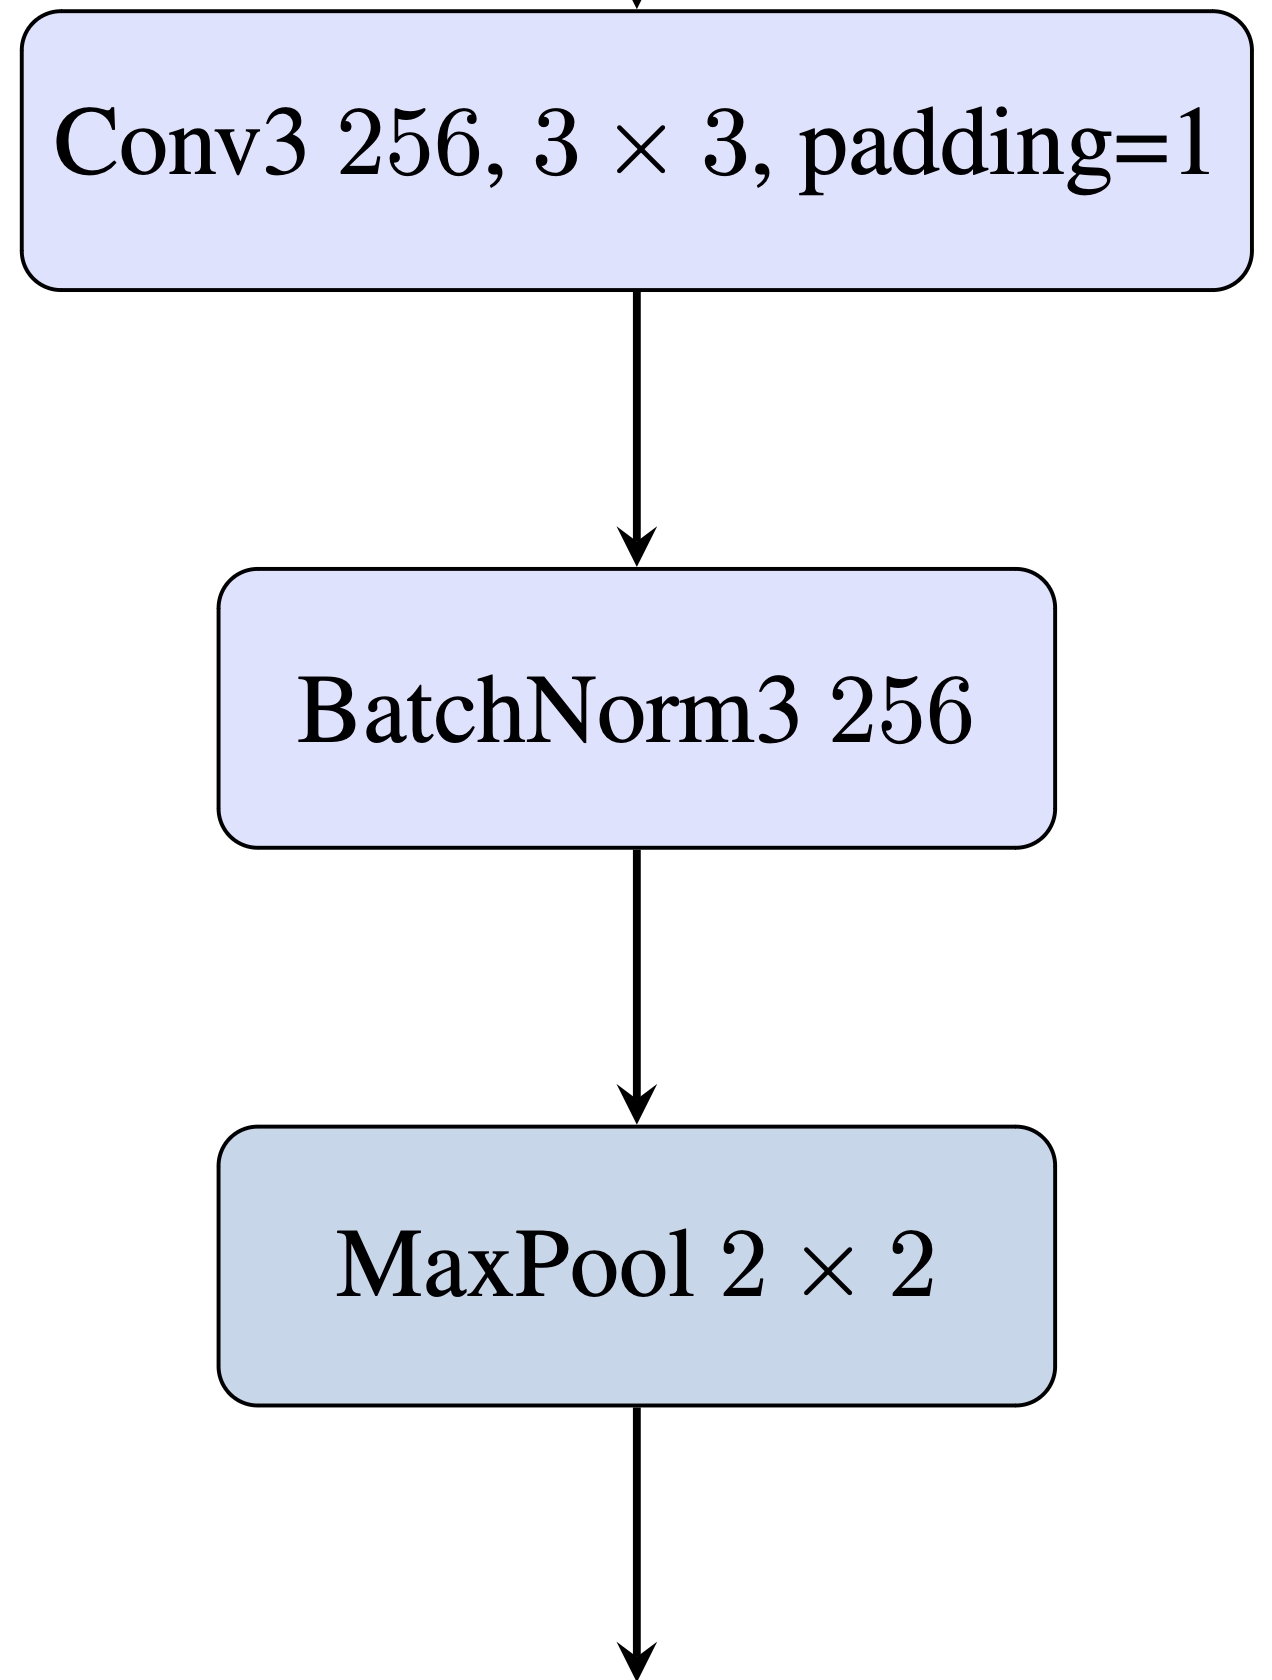 Conv3 256, 3 × 3, padding=1
BatchNorm3 256
MaxPool 2 × 2